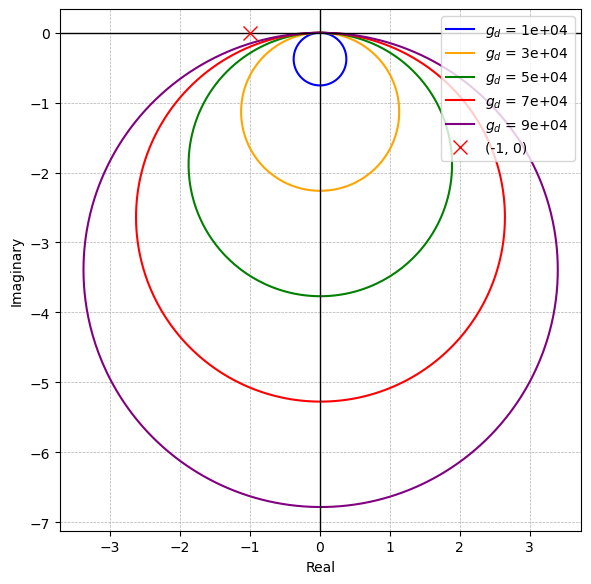 g_d = 1e+04
g_d = 3e+04
g_d = 5e+04
g_d = 7e+04
g_d = 9e+04
(-1, 0)
Imaginary
0
−1
−2
−3
−4
−5
−6
−7
−3 −2 −1 0 1 2 3
Real